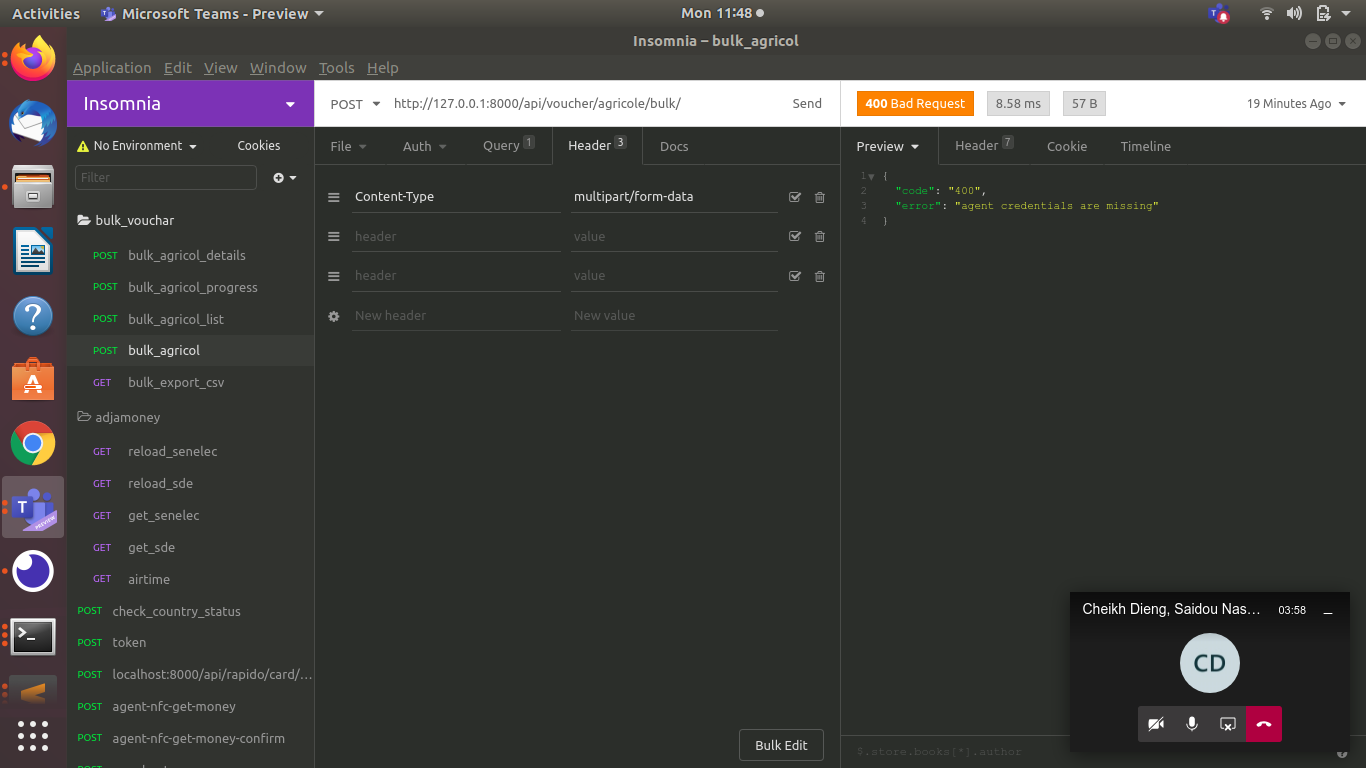 Activities Microsoft Teams - Preview Mon 11:48
Insomnia – bulk_agricol
Application Edit View Window Tools Help
Insomnia
POST http://127.0.0.1:8000/api/voucher/agricole/bulk/ Send
400 Bad Request 8.58 ms 57 B 19 Minutes Ago
No Environment Cookies
File Auth Query 1 Header 3 Docs
Preview Header 7 Cookie Timeline
Filter
Content-Type multipart/form-data
header value
header value
New header New value
1 {
2 "code": "400",
3 "error": "agent credentials are missing"
4 }
bulk_vouchar
POST bulk_agricol_details
POST bulk_agricol_progress
POST bulk_agricol_list
POST bulk_agricol
GET bulk_export_csv
adjamoney
GET reload_senelec
GET reload_sde
GET get_senelec
GET get_sde
GET airtime
POST check_country_status
POST token
POST localhost:8000/api/rapido/card/...
POST agent-nfc-get-money
POST agent-nfc-get-money-confirm
Bulk Edit
$.store.books[*].author
Cheikh Dieng, Saidou Nas... 03:58
CD